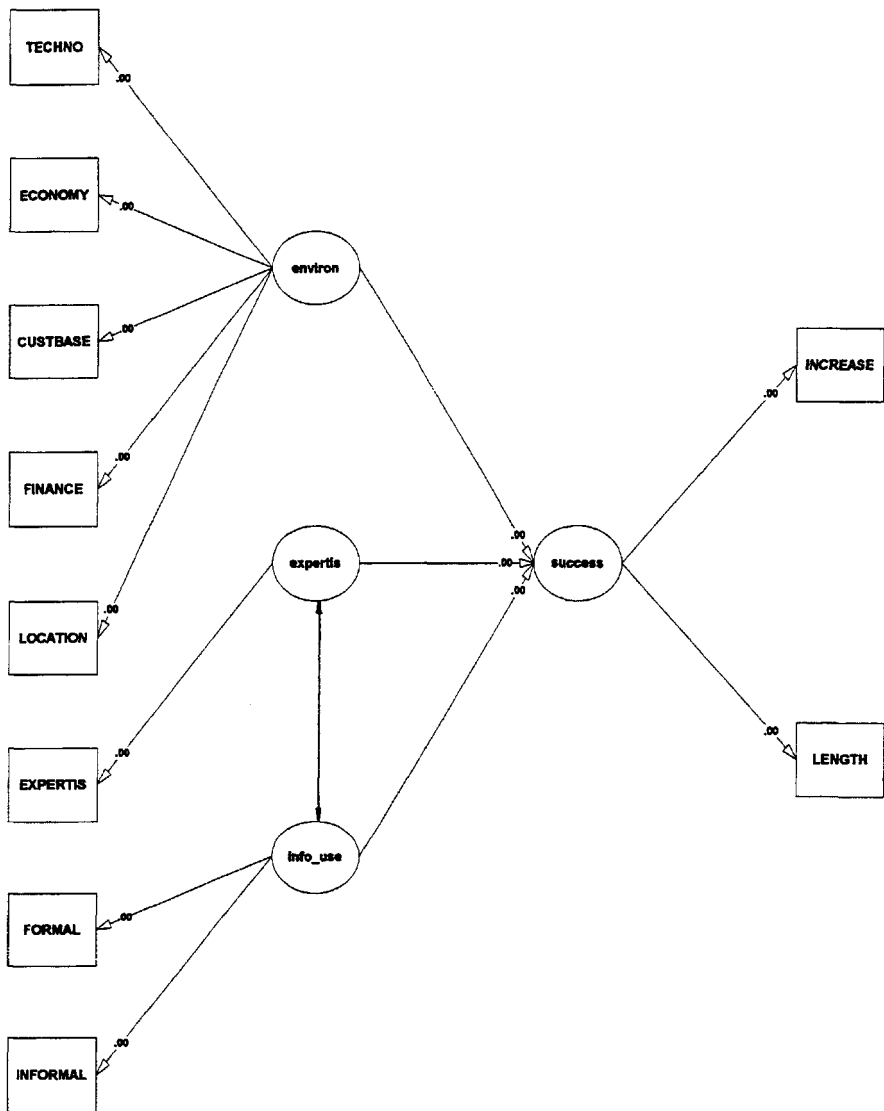 TECHNO
.00
ECONOMY
.00
environ
.00
CUSTBASE
INCREASE
.00
FINANCE
.00
.00
expertis
.00
.00
success
.00
LOCATION
.00
.00
EXPERTIS
.00
LENGTH
info_use
FORMAL
.00
INFORMAL
.00